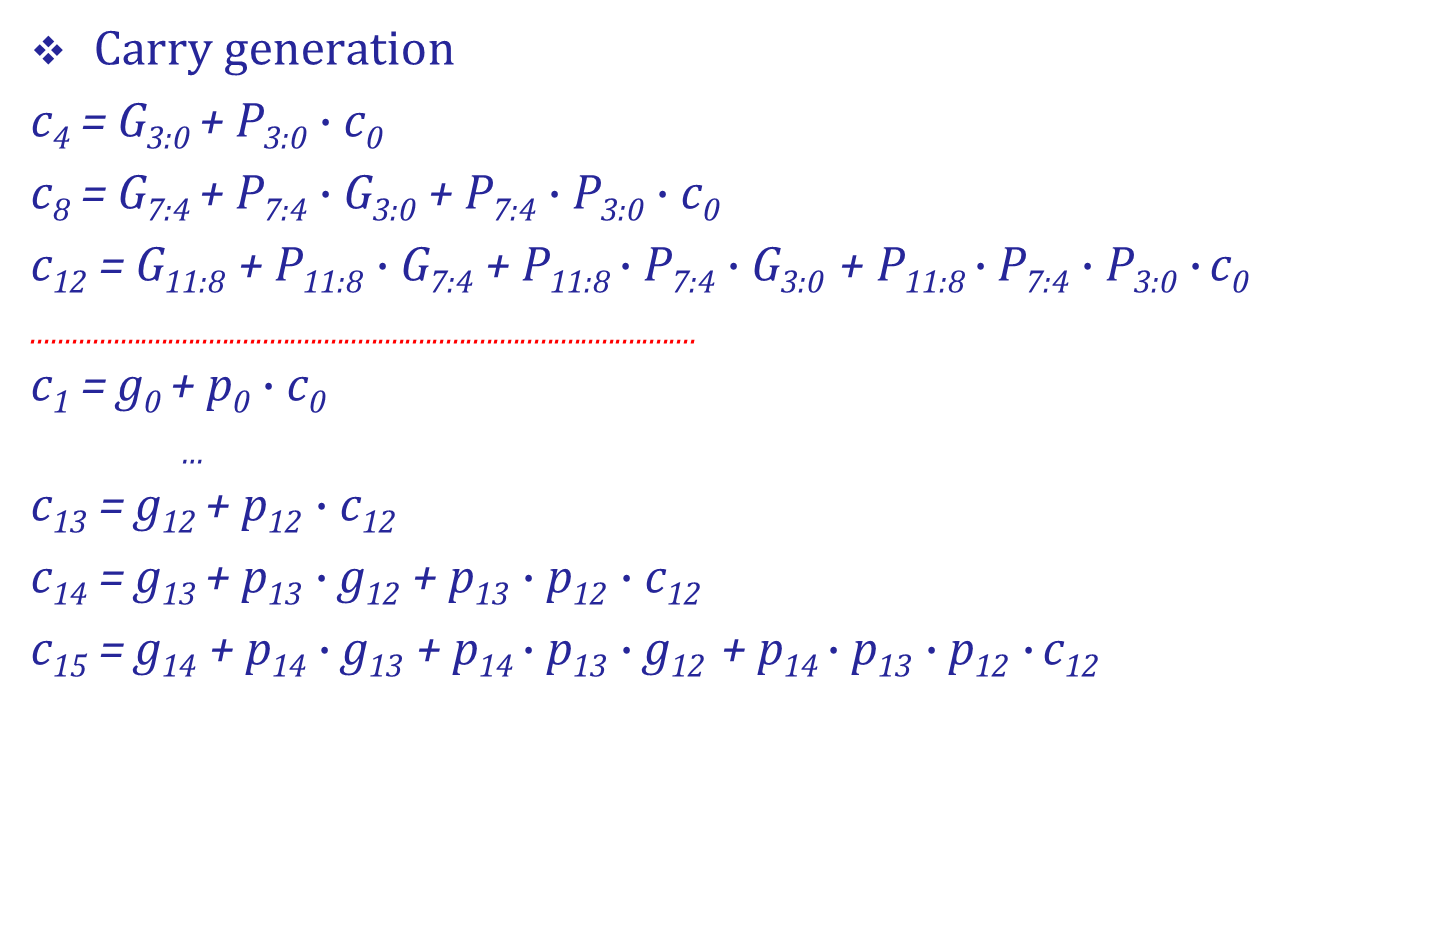 ❖ Carry generation
c₄ = G₃:₀ + P₃:₀ · c₀
c₈ = G₇:₄ + P₇:₄ · G₃:₀ + P₇:₄ · P₃:₀ · c₀
c₁₂ = G₁₁:₈ + P₁₁:₈ · G₇:₄ + P₁₁:₈ · P₇:₄ · G₃:₀ + P₁₁:₈ · P₇:₄ · P₃:₀ · c₀
c₁ = g₀ + p₀ · c₀
...
c₁₃ = g₁₂ + p₁₂ · c₁₂
c₁₄ = g₁₃ + p₁₃ · g₁₂ + p₁₃ · p₁₂ · c₁₂
c₁₅ = g₁₄ + p₁₄ · g₁₃ + p₁₄ · p₁₃ · g₁₂ + p₁₄ · p₁₃ · p₁₂ · c₁₂